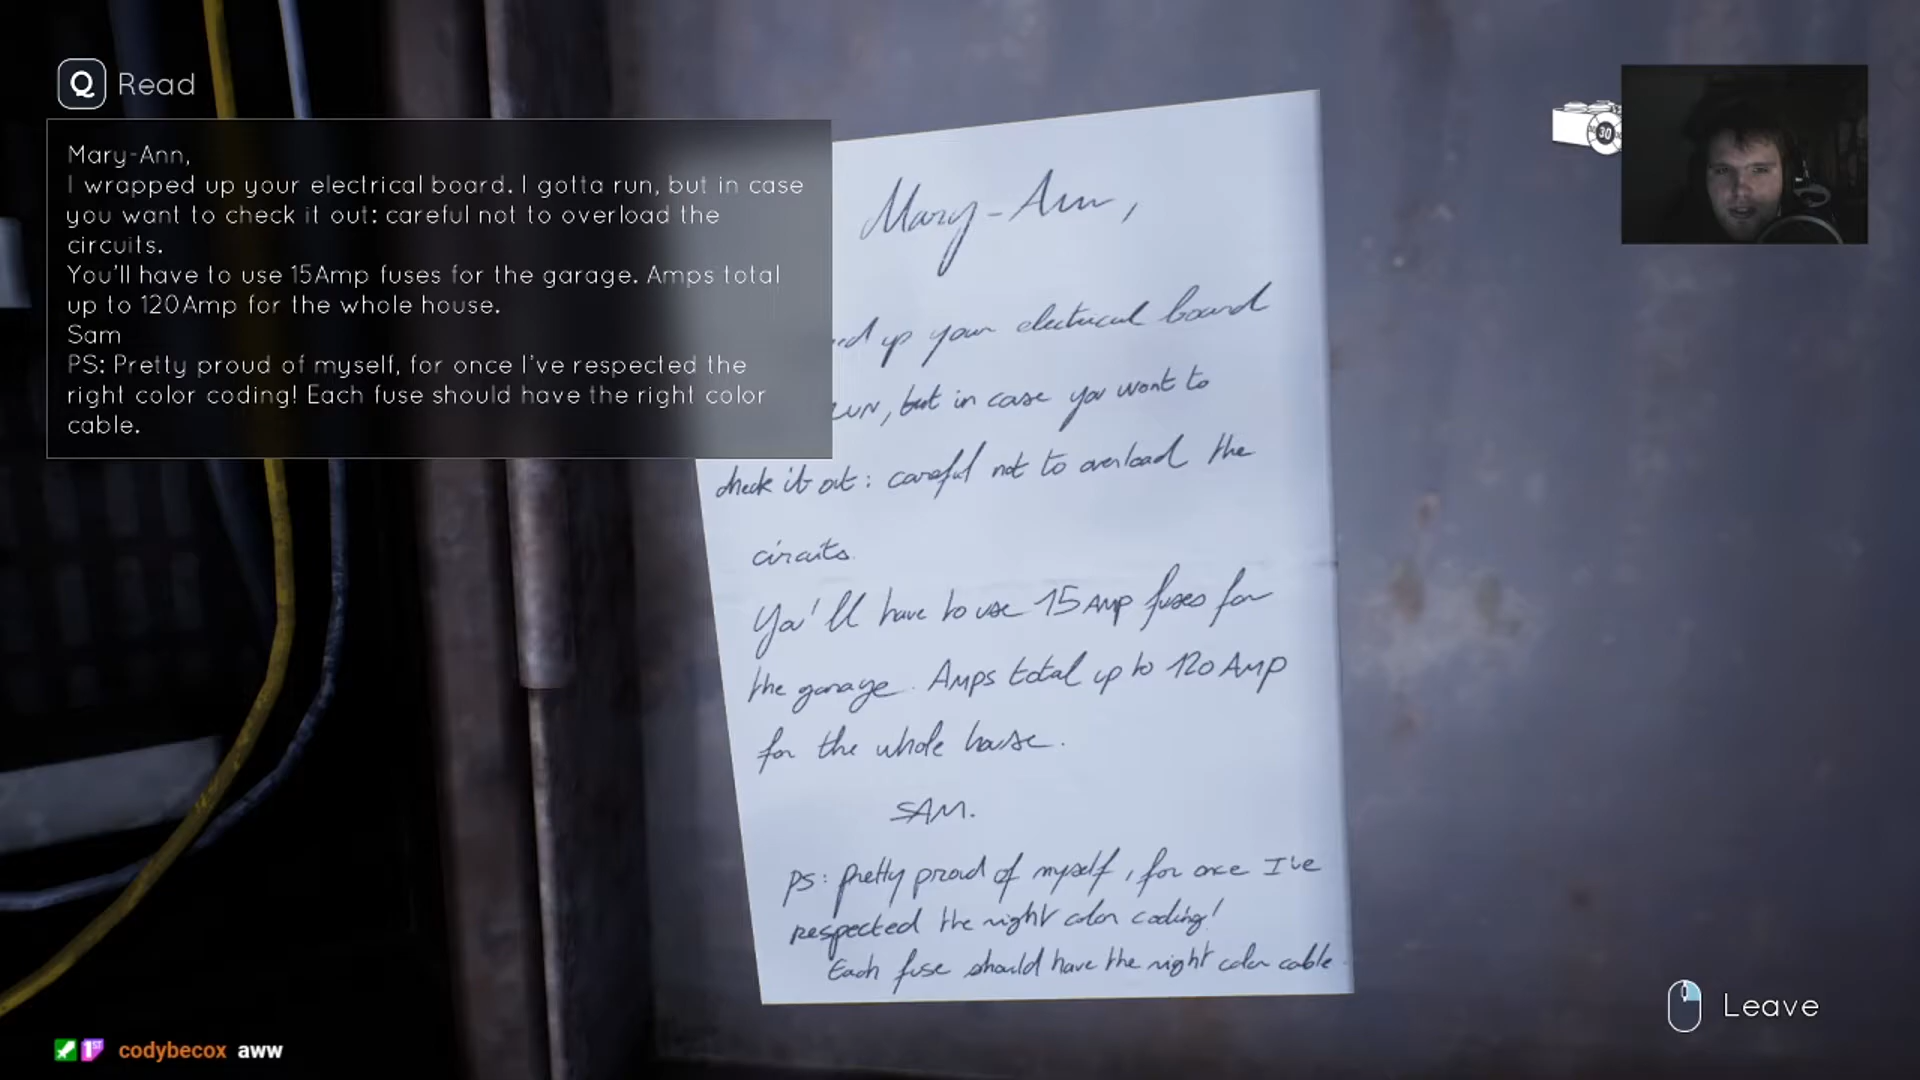 Q Read
Mary-Ann,
I wrapped up your electrical board. I gotta run, but in case
you want to check it out: careful not to overload the
circuits.
You'll have to use 15Amp fuses for the garage. Amps total
up to 120Amp for the whole house.
Sam
PS: Pretty proud of myself, for once I've respected the
right color coding! Each fuse should have the right color
cable.
Mary-Ann,
ed up your electrical board
run, but in case you want to
check it out: careful not to overload the
circuits.
You'll have to use 15 AMP fuses for
the garage. AMPs total up to 120 AMP
for the whole house.
SAM.
PS: pretty proud of myself, for once I've
respected the right color coding!
Each fuse should have the right color cable.
30
Leave
1ST codybecox aww